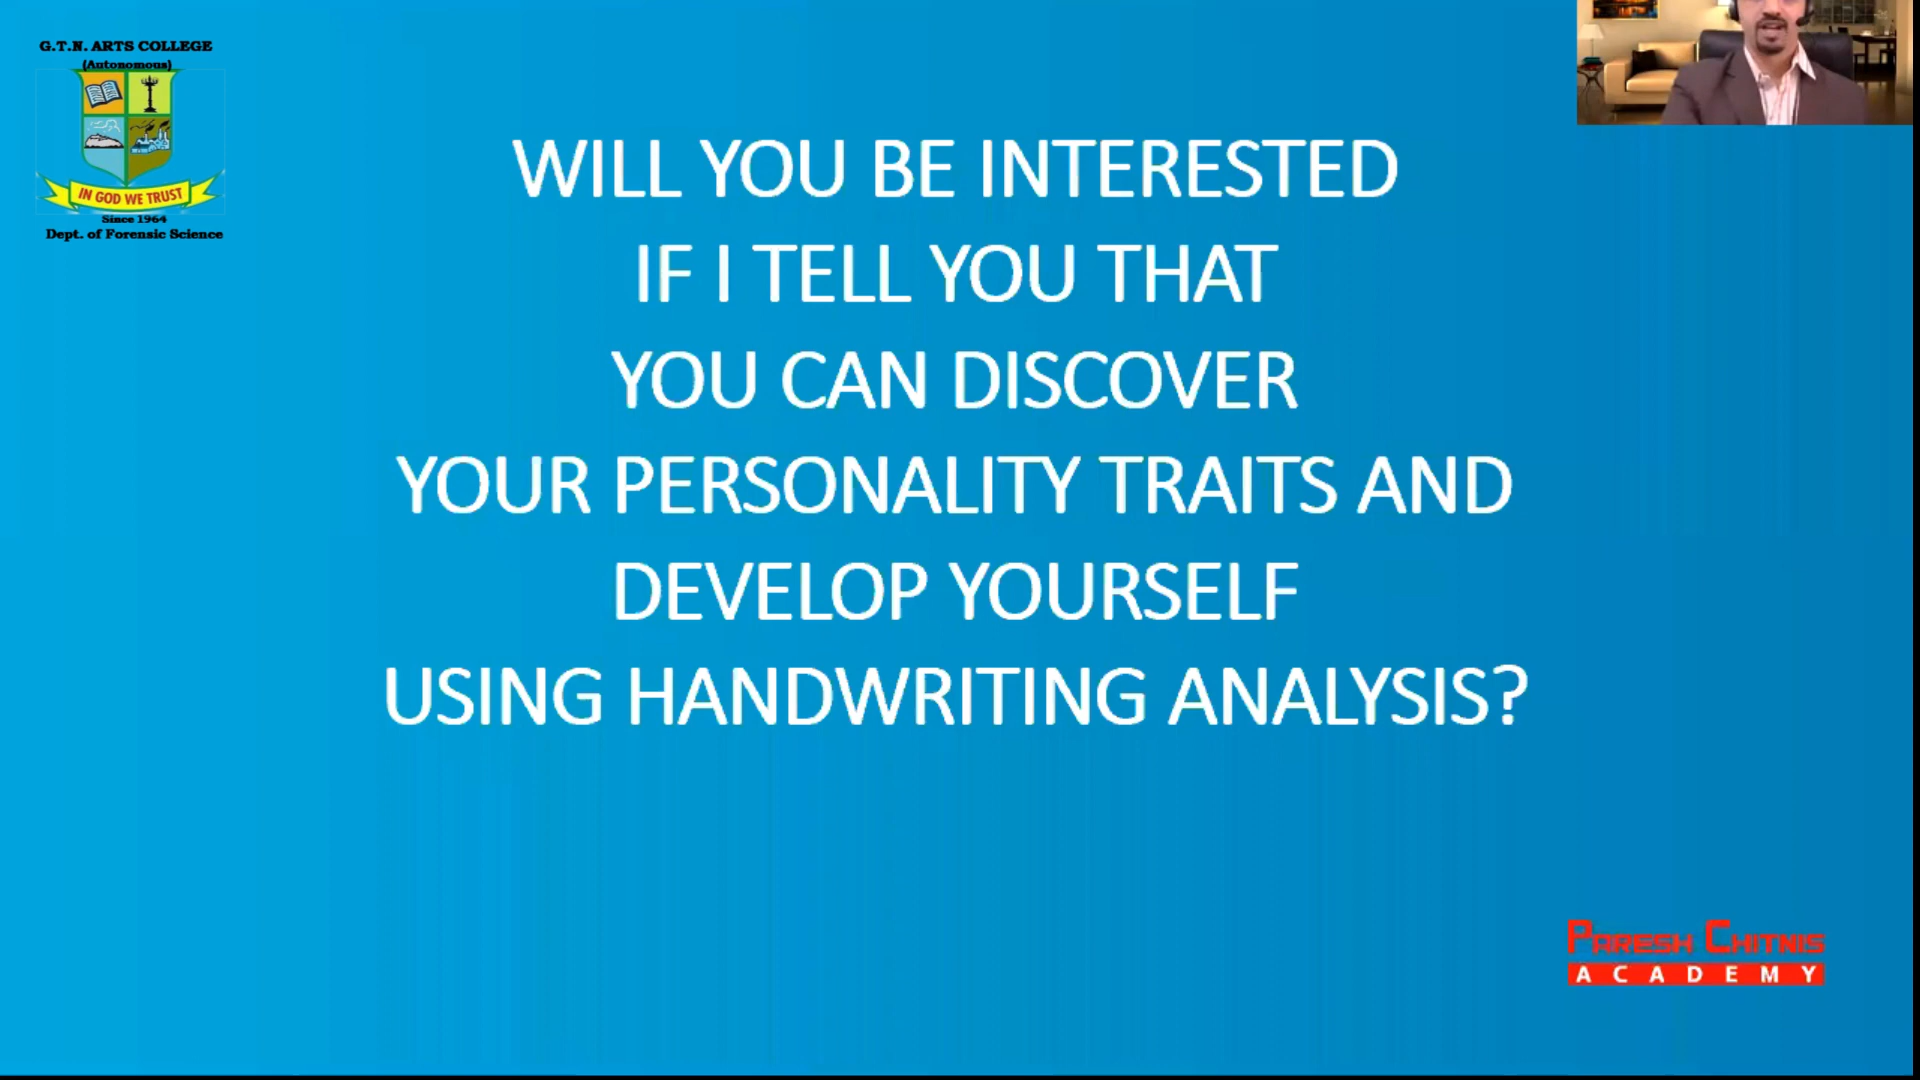 G.T.N. ARTS COLLEGE
(Autonomous)
IN GOD WE TRUST
Since 1964
Dept. of Forensic Science
WILL YOU BE INTERESTED
IF I TELL YOU THAT
YOU CAN DISCOVER
YOUR PERSONALITY TRAITS AND
DEVELOP YOURSELF
USING HANDWRITING ANALYSIS?
PARESH CHITNIS
ACADEMY